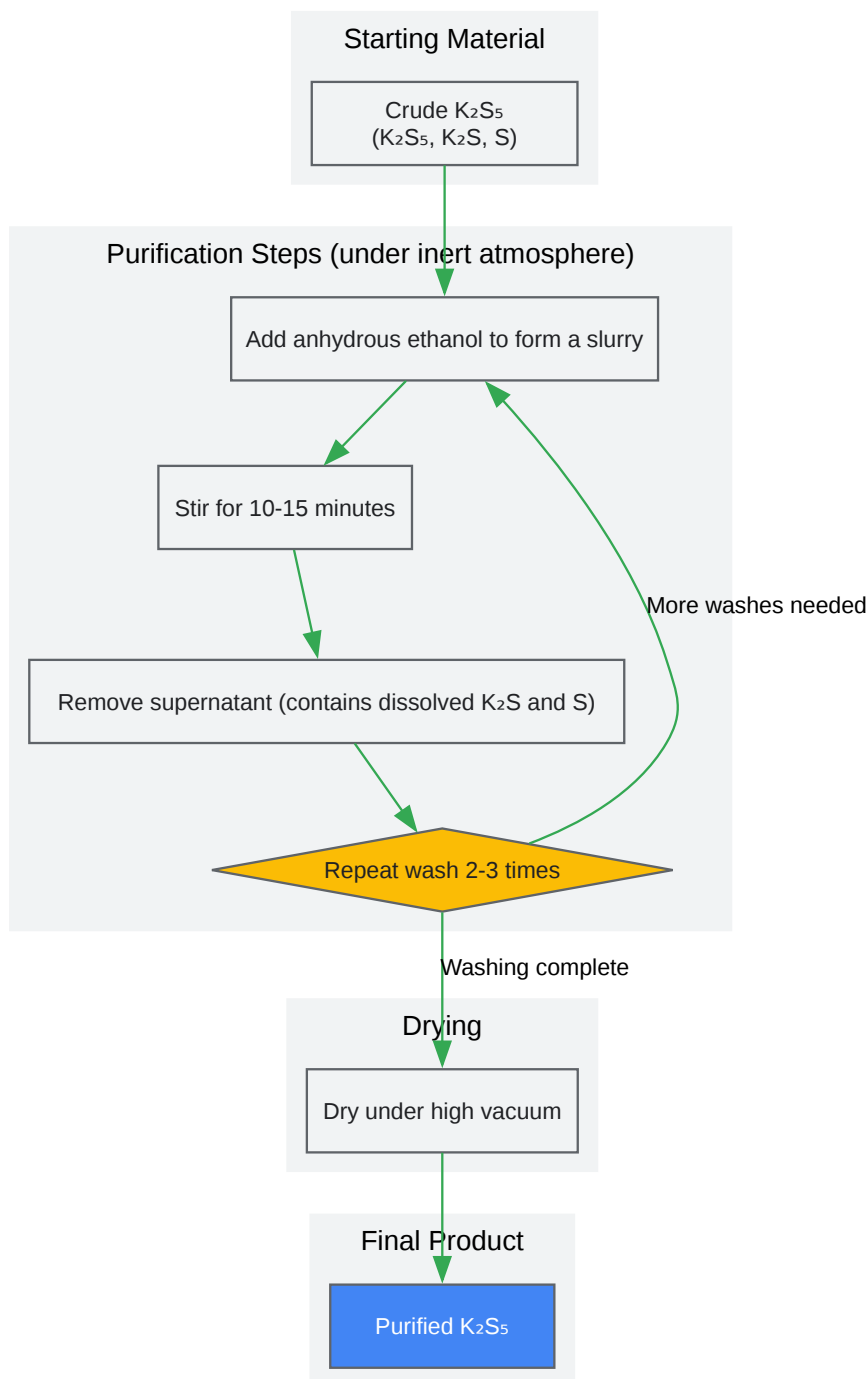 Starting Material
Crude K₂S₅
(K₂S₅, K₂S, S)
Purification Steps (under inert atmosphere)
Add anhydrous ethanol to form a slurry
Stir for 10-15 minutes
More washes needed
Remove supernatant (contains dissolved K₂S and S)
Repeat wash 2-3 times
Washing complete
Drying
Dry under high vacuum
Final Product
Purified K₂S₅